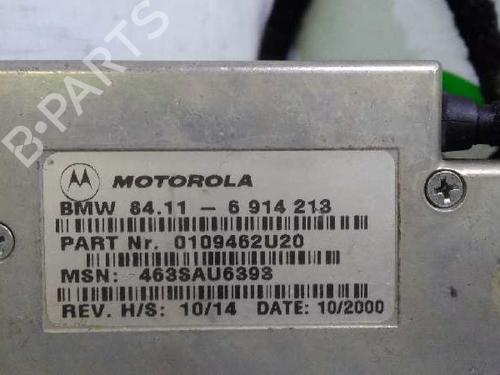 B-PARTS
MOTOROLA
BMW 84.11 - 6 914 213
PART Nr. 0109462U20
MSN: 463SAU6393
REV. H/S: 10/14 DATE: 10/2000